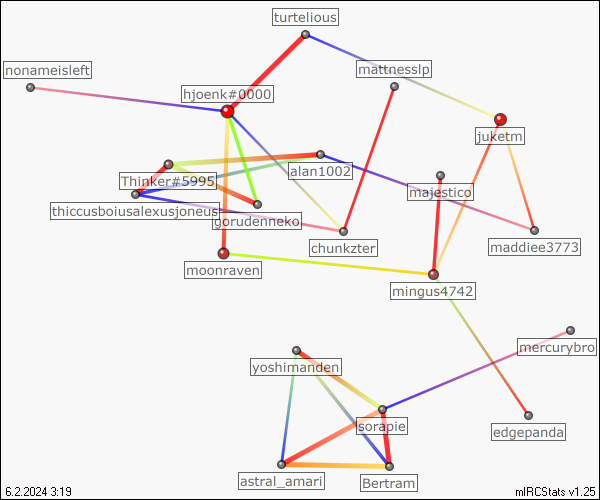 turtelious
nonameisleft
mattnesslp
hjoenk#0000
juketm
alan1002
Thinker#5995
majestico
thiccusboiusalexusjoneus
gorudenneko
chunkzter
maddiee3773
moonraven
mingus4742
mercurybro
yoshimanden
sorapie
edgepanda
astral_amari
Bertram
6.2.2024 3:19
mIRCStats v1.25